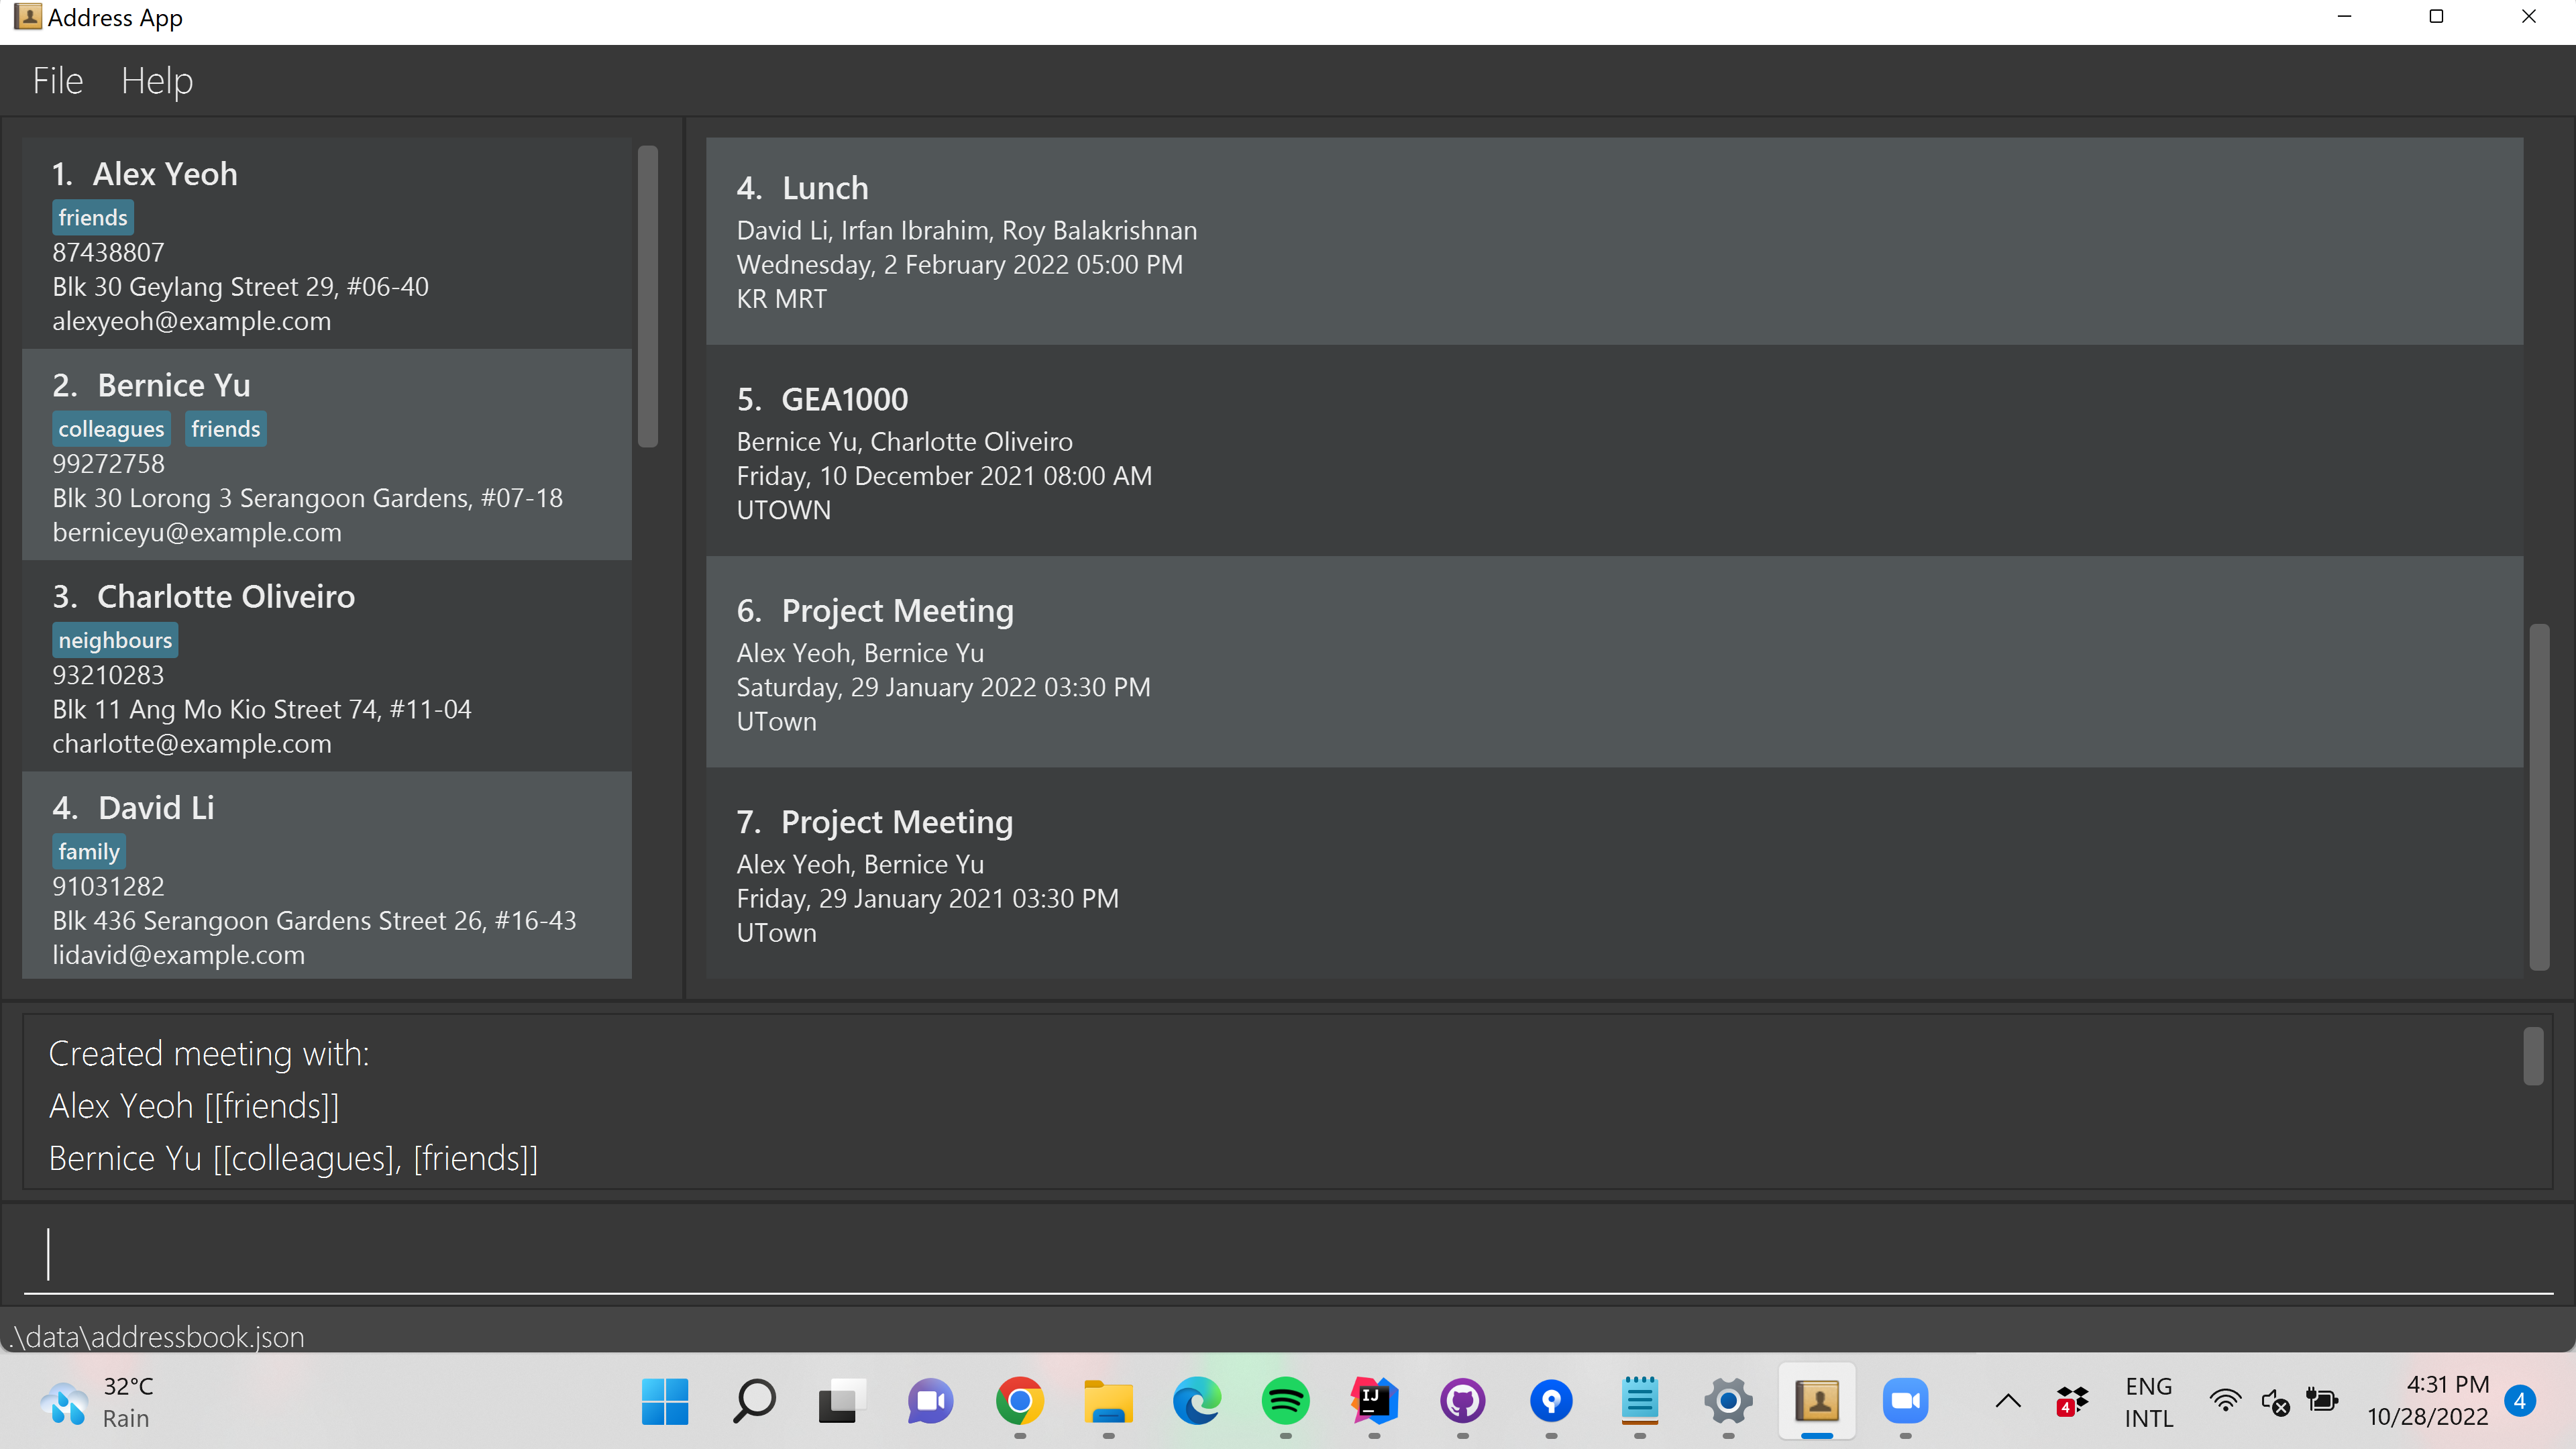 Address App
File Help
1. Alex Yeoh
friends
87438807
Blk 30 Geylang Street 29, #06-40
alexyeoh@example.com
2. Bernice Yu
colleagues friends
99272758
Blk 30 Lorong 3 Serangoon Gardens, #07-18
berniceyu@example.com
3. Charlotte Oliveiro
neighbours
93210283
Blk 11 Ang Mo Kio Street 74, #11-04
charlotte@example.com
4. David Li
family
91031282
Blk 436 Serangoon Gardens Street 26, #16-43
lidavid@example.com
4. Lunch
David Li, Irfan Ibrahim, Roy Balakrishnan
Wednesday, 2 February 2022 05:00 PM
KR MRT
5. GEA1000
Bernice Yu, Charlotte Oliveiro
Friday, 10 December 2021 08:00 AM
UTOWN
6. Project Meeting
Alex Yeoh, Bernice Yu
Saturday, 29 January 2022 03:30 PM
UTown
7. Project Meeting
Alex Yeoh, Bernice Yu
Friday, 29 January 2021 03:30 PM
UTown
Created meeting with:
Alex Yeoh [[friends]]
Bernice Yu [[colleagues], [friends]]
.\data\addressbook.json
32°C
Rain
IJ
4
ENG
INTL
4:31 PM
10/28/2022
4